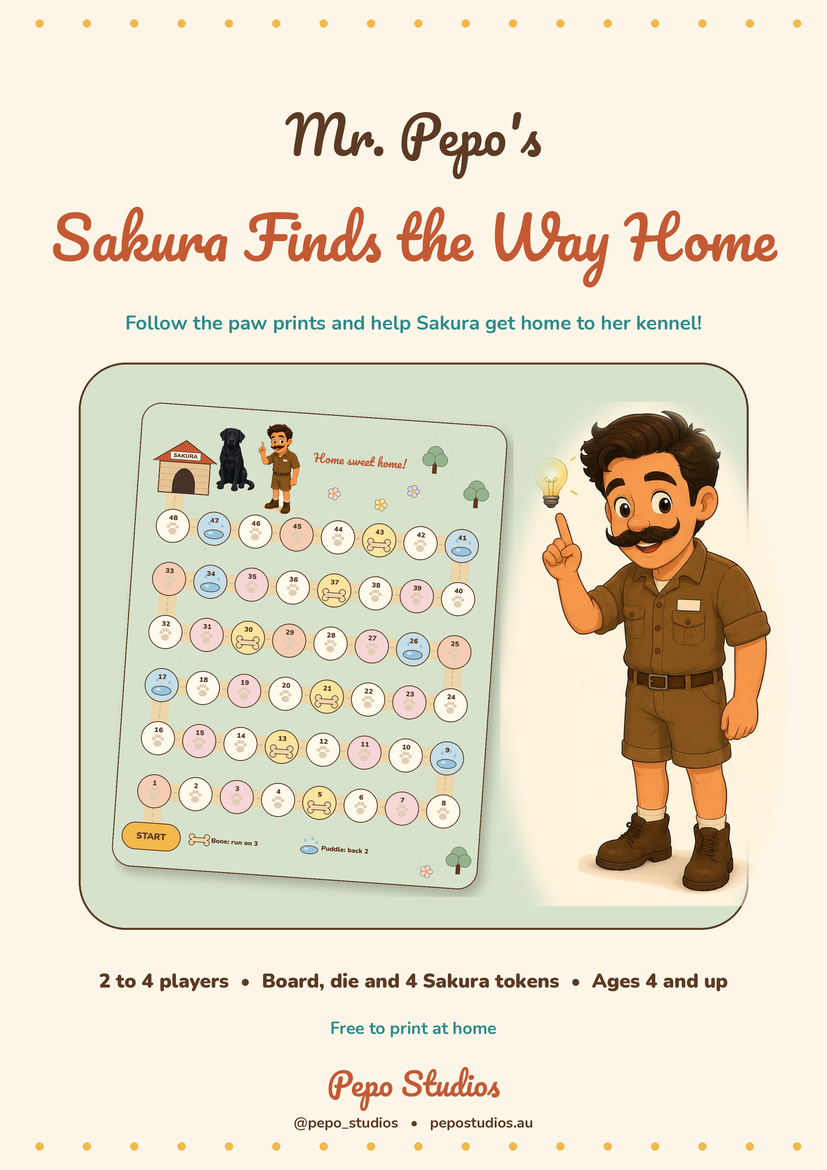 Mr. Pepo's
Sakura Finds the Way Home
Follow the paw prints and help Sakura get home to her kennel!
SAKURA
Home sweet home!
48 47 46 45 44 43 42 41
33 34 35 36 37 38 39 40
32 31 30 29 28 27 26 25
17 18 19 20 21 22 23 24
16 15 14 13 12 11 10 9
1 2 3 4 5 6 7 8
START
Bone: run on 3
Puddle: back 2
2 to 4 players • Board, die and 4 Sakura tokens • Ages 4 and up
Free to print at home
Pepo Studios
@pepo_studios • pepostudios.au